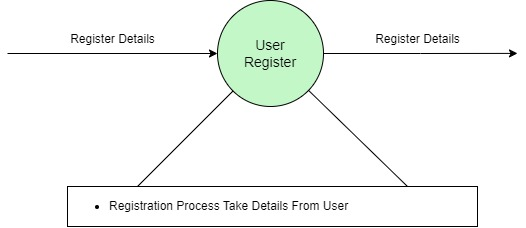 Register Details
User
Register
Register Details
• Registration Process Take Details From User